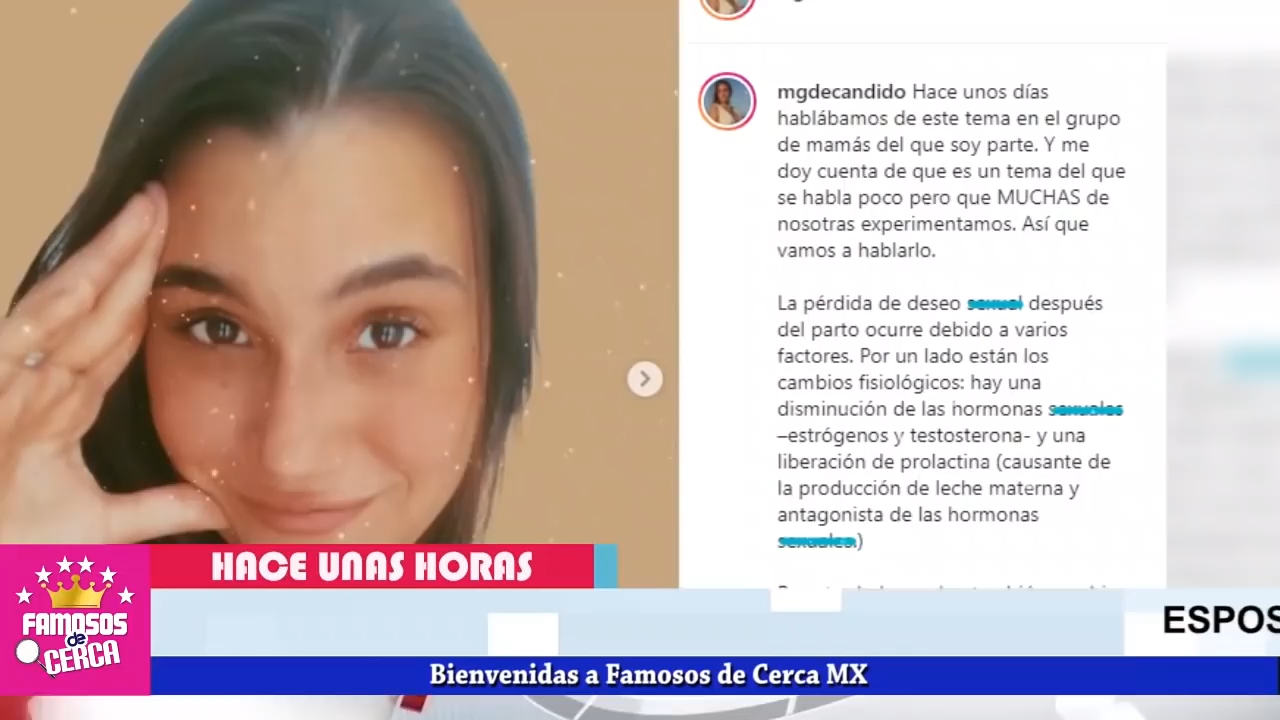 mgdecandido Hace unos días
hablábamos de este tema en el grupo
de mamás del que soy parte. Y me
doy cuenta de que es un tema del que
se habla poco pero que MUCHAS de
nosotras experimentamos. Así que
vamos a hablarlo.
La pérdida de deseo sexual después
del parto ocurre debido a varios
factores. Por un lado están los
cambios fisiológicos: hay una
disminución de las hormonas sexuales
–estrógenos y testosterona- y una
liberación de prolactina (causante de
la producción de leche materna y
antagonista de las hormonas
sexuales.)
HACE UNAS HORAS
FAMOSOS
de
CERCA
ESPOS
Bienvenidas a Famosos de Cerca MX